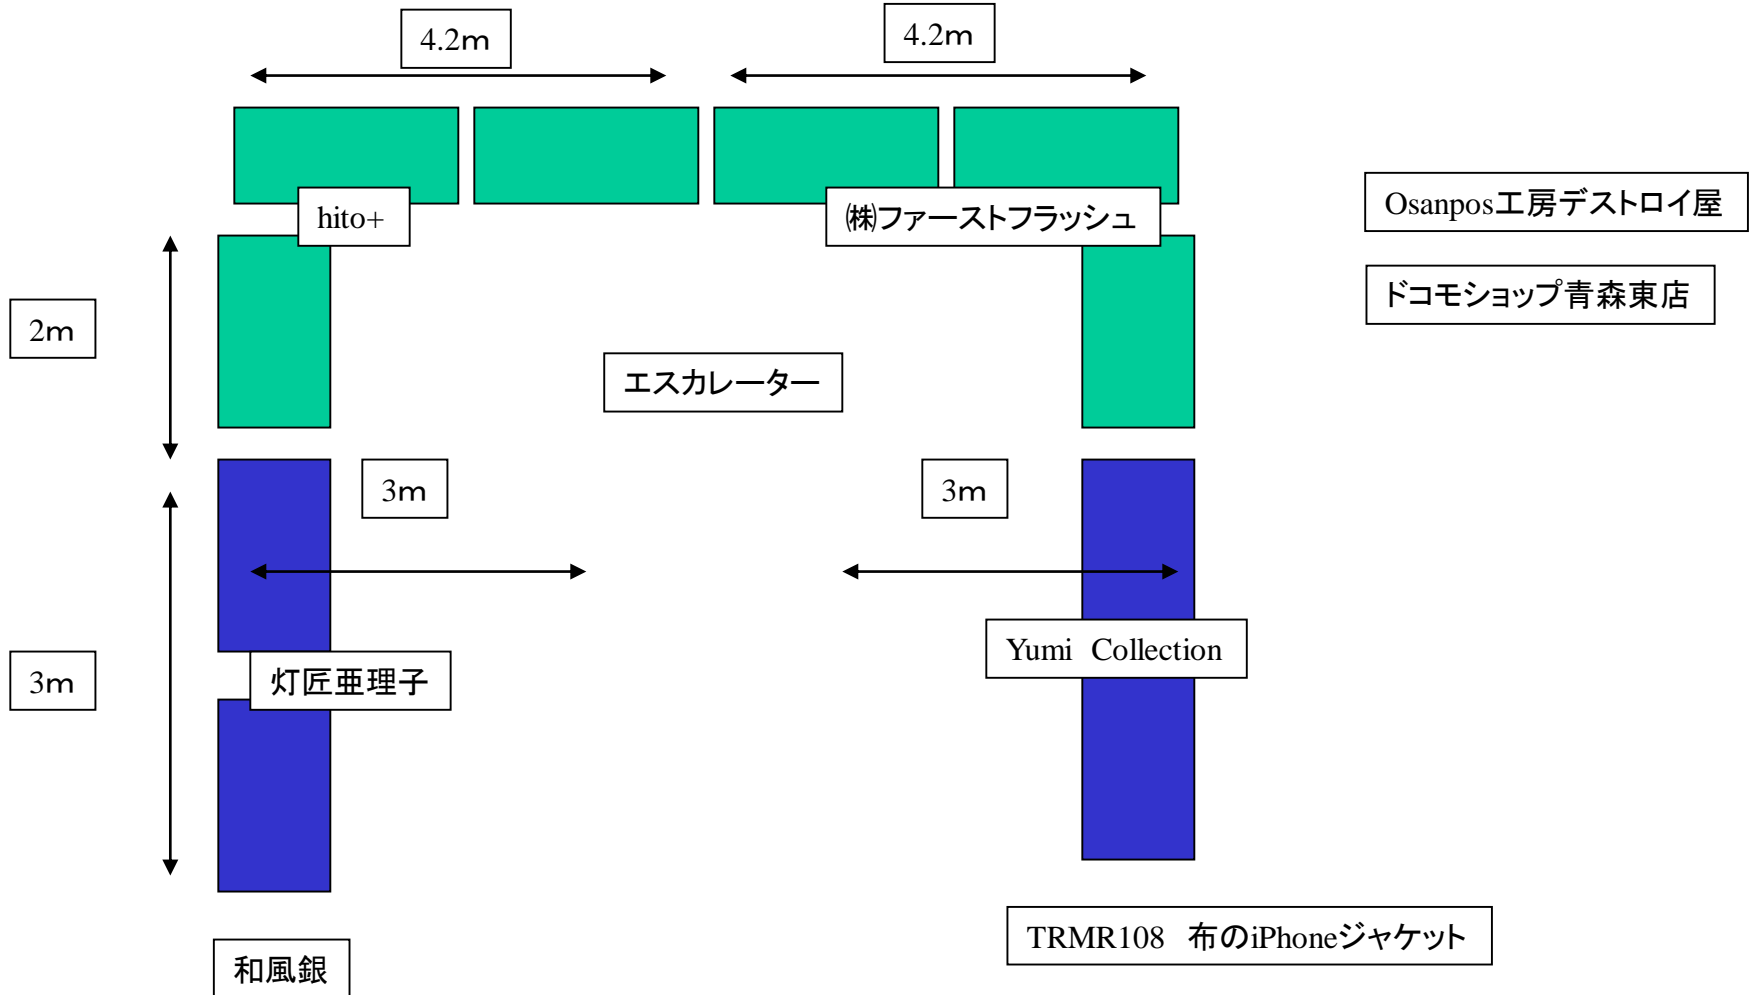 4.2m
4.2m
hito+
㈱ファーストフラッシュ
Osanpos工房デストロイ屋
ドコモショップ青森東店
2m
エスカレーター
3m
3m
3m
灯匠亜理子
Yumi Collection
TRMR108 布のiPhoneジャケット
和風銀